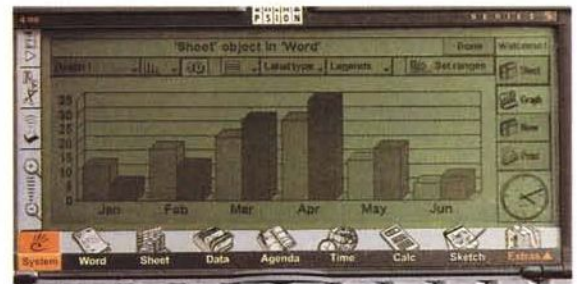 PSION
SERIES 5
'Sheet' object in 'Word'
Done
Welcome !
Label type
Legends
Set ranges
Sheet
Graph
New
Print
35
30
25
20
15
10
5
0
Jan Feb Mar Apr May Jun
System Word Sheet Data Agenda Time Calc Sketch Extras